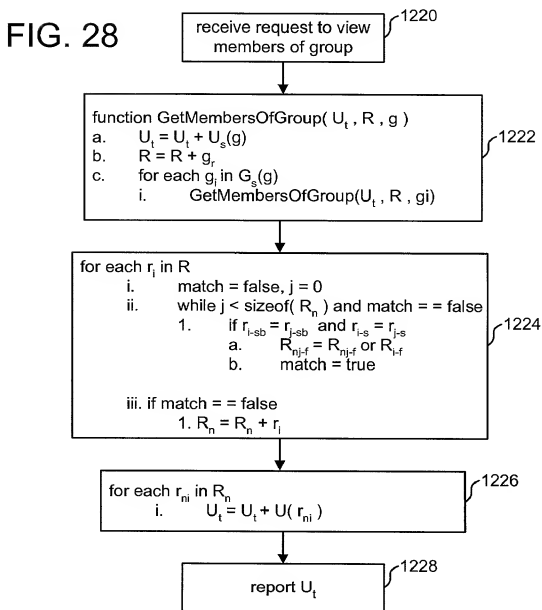 FIG. 28
receive request to view
members of group
1220
function GetMembersOfGroup( Ut , R , g )
a. Ut = Ut + Us(g)
b. R = R + gr
c. for each gi in Gs(g)
i. GetMembersOfGroup(Ut , R , gi)
1222
for each ri in R
i. match = false, j = 0
ii. while j < sizeof( Rn ) and match = = false
1. if ri-sb = rj-sb and ri-s = rj-s
a. Rnj-f = Rnj-f or Ri-f
b. match = true
iii. if match = = false
1. Rn = Rn + ri
1224
for each rni in Rn
i. Ut = Ut + U( rni )
1226
report Ut
1228